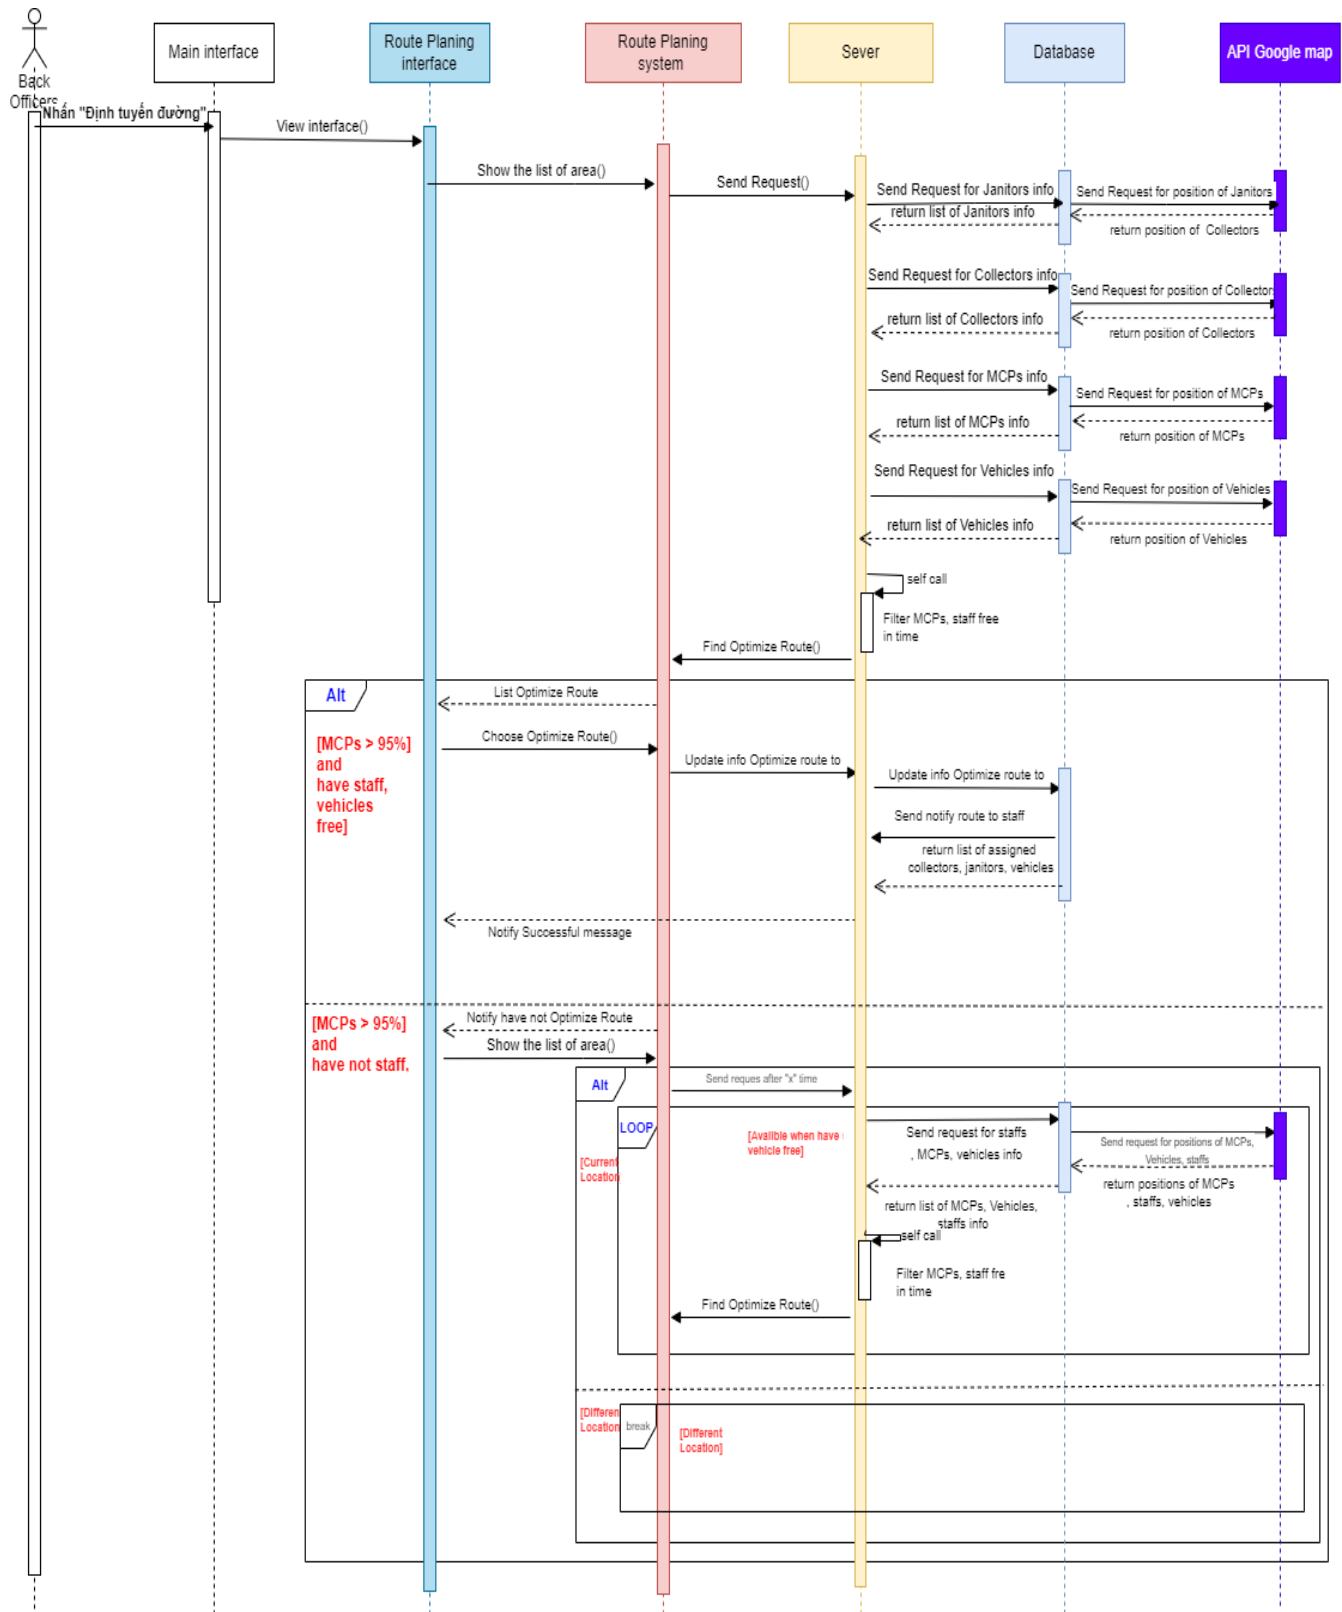 Back
Officers
Main interface
Route Planing
interface
Route Planing
system
Sever
Database
API Google map
Nhấn "Định tuyến đường"
View interface()
Show the list of area()
Send Request()
Send Request for Janitors info
Send Request for position of Janitors
return list of Janitors info
return position of  Collectors
Send Request for Collectors info
Send Request for position of Collector
return list of Collectors info
return position of Collectors
Send Request for MCPs info
Send Request for position of MCPs
return list of MCPs info
return position of MCPs
Send Request for Vehicles info
Send Request for position of Vehicles
return list of Vehicles info
return position of Vehicles
self call
Filter MCPs, staff free
in time
Find Optimize Route()
Alt
List Optimize Route
[MCPs > 95%]
and
have staff,
vehicles
free]
Choose Optimize Route()
Update info Optimize route to
Update info Optimize route to
Send notify route to staff
return list of assigned
collectors, janitors, vehicles
Notify Successful message
[MCPs > 95%]
and
have not staff,
Notify have not Optimize Route
Show the list of area()
Alt
Send reques after "x" time
LOOP
[Avalible when have
vehicle free]
[Current
Location]
Send request for staffs
, MCPs, vehicles info
Send request for positions of MCPs,
Vehicles, staffs
return positions of MCPs
, staffs, vehicles
return list of MCPs, Vehicles,
staffs info
self call
Filter MCPs, staff fre
in time
Find Optimize Route()
[Differen
Location
break
[Different
Location]